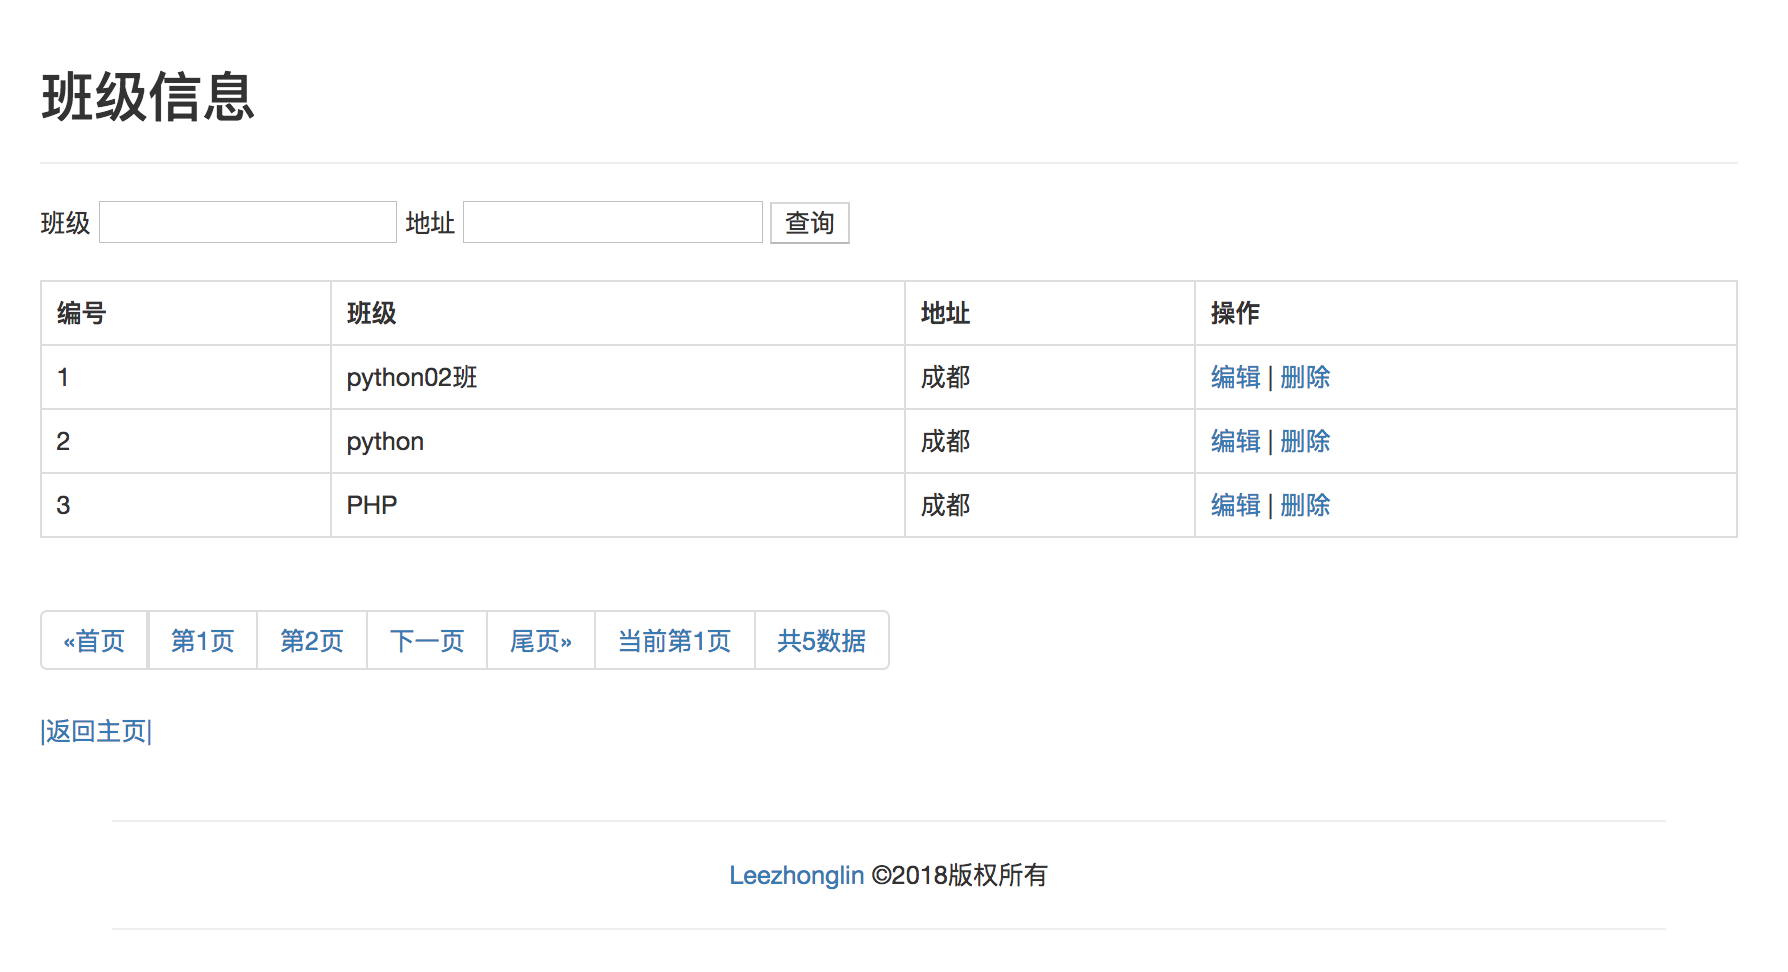 班级信息
班级 地址 查询
编号 班级 地址 操作
1 python02班 成都 编辑 | 删除
2 python 成都 编辑 | 删除
3 PHP 成都 编辑 | 删除
«首页 第1页 第2页 下一页 尾页» 当前第1页 共5数据
|返回主页|
Leezhonglin ©2018版权所有